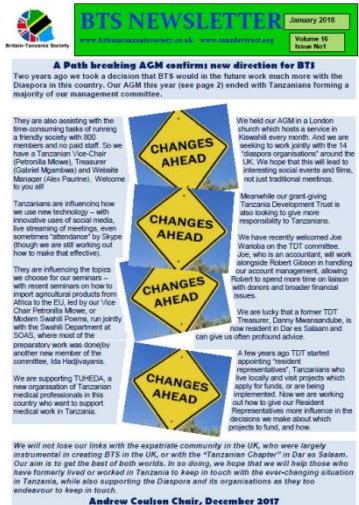 Britain-Tanzania Society
BTS NEWSLETTER
www.britaintanzaniasociety.co.uk www.tanzdevtrust.org
January 2018
Volume 16
Issue No1
A Path breaking AGM confirms new direction for BTS
Two years ago we took a decision that BTS would in the future work much more with the
Diaspora in this country. Our AGM this year (see page 2) ended with Tanzanians forming a
majority of our management committee.
They are also assisting with the
time-consuming tasks of running
a friendly society with 800
members and no paid staff. So we
have a Tanzanian Vice-Chair
(Petronilla Mlowe), Treasurer
(Gabriel Mgambwa) and Website
Manager (Alex Paurine). Welcome
to you all!
Tanzanians are influencing how
we use new technology – with
innovative uses of social media,
live streaming of meetings, even
sometimes "attendance" by Skype
(though we are still working out
how to make that effective).
They are influencing the topics
we choose for our seminars –
with recent seminars on how to
import agricultural products from
Africa to the EU, led by our Vice
Chair Petronilla Mlowe, or
Modern Swahili Poems, run jointly
with the Swahili Department at
SOAS, where most of the
preparatory work was done by
another new member of the
committee, Ida Hadjivayanis.
We are supporting TUHEDA, a
new organisation of Tanzanian
medical professionals in this
country who want to support
medical work in Tanzania.
CHANGES
AHEAD
CHANGES
AHEAD
CHANGES
AHEAD
CHANGES
AHEAD
We held our AGM in a London
church which hosts a service in
Kiswahili every month. And we are
seeking to work jointly with the 14
"diaspora organisations" around the
UK. We hope that this will lead to
interesting social events and films,
not just traditional meetings.
Meanwhile our grant-giving
Tanzania Development Trust is
also looking to give more
responsibility to Tanzanians.
We have recently welcomed Joe
Warioba on the TDT committee.
Joe, who is an accountant, will work
alongside Robert Gibson in handling
our account management, allowing
Robert to spend more time on liaison
with donors and broader financial
issues.
We are lucky that a former TDT
Treasurer, Danny Mwansandube, is
now resident in Dar es Salaam and
can give us often profound advice.
A few years ago TDT started
appointing "resident
representatives", Tanzanians who
live locally and visit projects which
apply for funds, or are being
implemented. Now we are working
out how to give our Resident
Representatives more influence in the
decisions we make about which
projects to fund, and how.
We will not lose our links with the expatriate community in the UK, who were largely
instrumental in creating BTS in the UK, or with the "Tanzanian Chapter" in Dar es Salaam.
Our aim is to get the best of both worlds. In so doing, we hope that we will help those who
have formerly lived or worked in Tanzania to keep in touch with the ever-changing situation
in Tanzania, while also supporting the Diaspora and its organisations as they too
endeavour to keep in touch.
Andrew Coulson Chair, December 2017